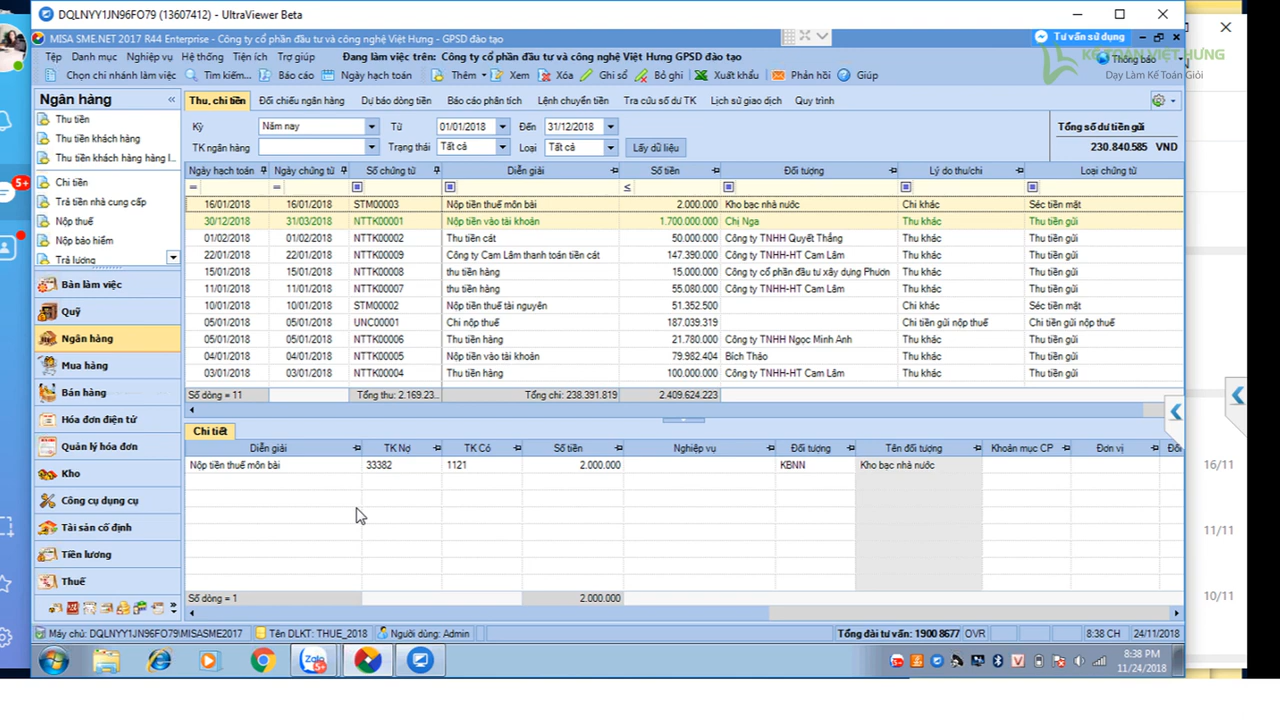 DQLNYY1JN96FO79 (13607412) - UltraViewer Beta
MISA SME.NET 2017 R44 Enterprise - Công ty cổ phần đầu tư và công nghệ Việt Hưng - GPSD đào tạo
Tư vấn sử dụng
Tệp Danh mục Nghiệp vụ Hệ thống Tiện ích Trợ giúp Đang làm việc trên: Công ty cổ phần đầu tư và công nghệ Việt Hưng GPSD đào tạo
KẾ TOÁN VIỆT HƯNG
Thông báo
Dạy Làm Kế Toán Giỏi
Chọn chi nhánh làm việc Tìm kiếm... Báo cáo Ngày hạch toán Thêm Xem Xóa Ghi sổ Bỏ ghi Xuất khẩu Phản hồi Giúp
Ngân hàng
Thu, chi tiền Đối chiếu ngân hàng Dự báo dòng tiền Báo cáo phân tích Lệnh chuyển tiền Tra cứu số dư TK Lịch sử giao dịch Quy trình
Thu tiền
Thu tiền khách hàng
Thu tiền khách hàng hàng l...
Chi tiền
Trả tiền nhà cung cấp
Nộp thuế
Nộp bảo hiểm
Trả lương
5+
Kỳ Năm nay Từ 01/01/2018 Đến 31/12/2018
TK ngân hàng Trạng thái Tất cả Loại Tất cả Lấy dữ liệu
Tổng số dư tiền gửi
230.840.585 VND
Ngày hạch toán Ngày chứng từ Số chứng từ Diễn giải Số tiền Đối tượng Lý do thu/chi Loại chứng từ
= = ≤
16/01/2018 16/01/2018 STM00003 Nộp tiền thuế môn bài 2.000.000 Kho bạc nhà nước Chi khác Séc tiền mặt
30/12/2018 31/03/2018 NTTK00001 Nộp tiền vào tài khoản 1.700.000.000 Chị Nga Thu khác Thu tiền gửi
01/02/2018 01/02/2018 NTTK00002 Thu tiền cát 50.000.000 Công ty TNHH Quyết Thắng Thu khác Thu tiền gửi
22/01/2018 22/01/2018 NTTK00009 Công ty Cam Lâm thanh toán tiền cát 147.390.000 Công ty TNHH-HT Cam Lâm Thu khác Thu tiền gửi
15/01/2018 15/01/2018 NTTK00008 thu tiền hàng 15.000.000 Công ty cổ phần đầu tư xây dựng Phươn Thu khác Thu tiền gửi
11/01/2018 11/01/2018 NTTK00007 thu tiền hàng 55.080.000 Công ty TNHH-HT Cam Lâm Thu khác Thu tiền gửi
10/01/2018 10/01/2018 STM00002 Nộp tiền thuế tài nguyên 51.352.500 Chi khác Séc tiền mặt
05/01/2018 05/01/2018 UNC00001 Chi nộp thuế 187.039.319 Chi tiền gửi nộp thuế Chi tiền gửi nộp thuế
05/01/2018 05/01/2018 NTTK00006 Thu tiền hàng 21.780.000 Công ty TNHH Ngọc Minh Anh Thu khác Thu tiền gửi
04/01/2018 04/01/2018 NTTK00005 Nộp tiền vào tài khoản 79.982.404 Bích Thảo Thu khác Thu tiền gửi
03/01/2018 03/01/2018 NTTK00004 Thu tiền hàng 100.000.000 Công ty TNHH-HT Cam Lâm Thu khác Thu tiền gửi
Số dòng = 11 Tổng thu: 2.169.23... Tổng chi: 238.391.819 2.409.624.223
Bàn làm việc
Quỹ
Ngân hàng
Mua hàng
Bán hàng
Hóa đơn điện tử
Quản lý hóa đơn
Kho
Công cụ dụng cụ
Tài sản cố định
Tiền lương
Thuế
Chi tiết
Diễn giải TK Nợ TK Có Số tiền Nghiệp vụ Đối tượng Tên đối tượng Khoản mục CP Đơn vị
Nộp tiền thuế môn bài 33382 1121 2.000.000 KBNN Kho bạc nhà nước
Số dòng = 1 2.000.000
16/11
11/11
10/11
Máy chủ: DQLNYY1JN96FO79\MISASME2017 Tên DLKT: THUE_2018 Người dùng: Admin Tổng đài tư vấn: 1900 8677 OVR 8:38 CH 24/11/2018
Zalo
5+
8:38 PM
11/24/2018